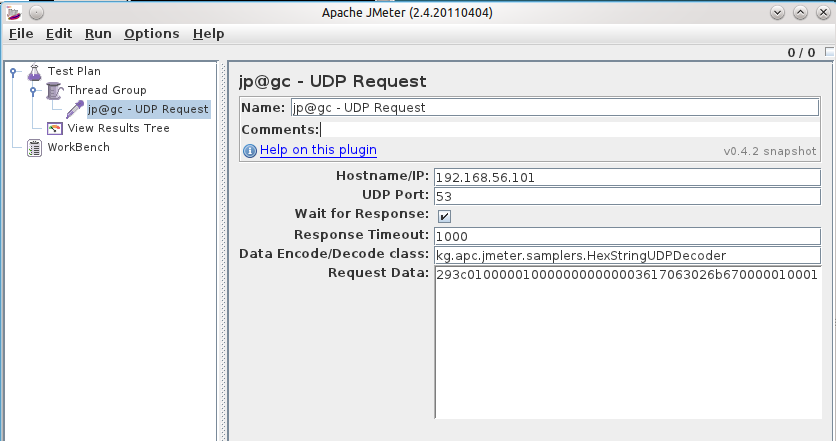 Apache JMeter (2.4.20110404)
File Edit Run Options Help
0 / 0
Test Plan
Thread Group
jp@gc - UDP Request
View Results Tree
WorkBench
jp@gc - UDP Request
Name: jp@gc - UDP Request
Comments:
Help on this plugin
v0.4.2 snapshot
Hostname/IP: 192.168.56.101
UDP Port: 53
Wait for Response:
Response Timeout: 1000
Data Encode/Decode class: kg.apc.jmeter.samplers.HexStringUDPDecoder
Request Data: 293c0100000100000000000003617063026b670000010001